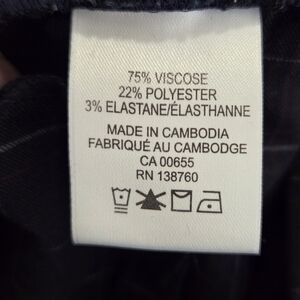 75% VISCOSE
22% POLYESTER
3% ELASTANE/ÉLASTHANNE
MADE IN CAMBODIA
FABRIQUÉ AU CAMBODGE
CA 00655
RN 138760